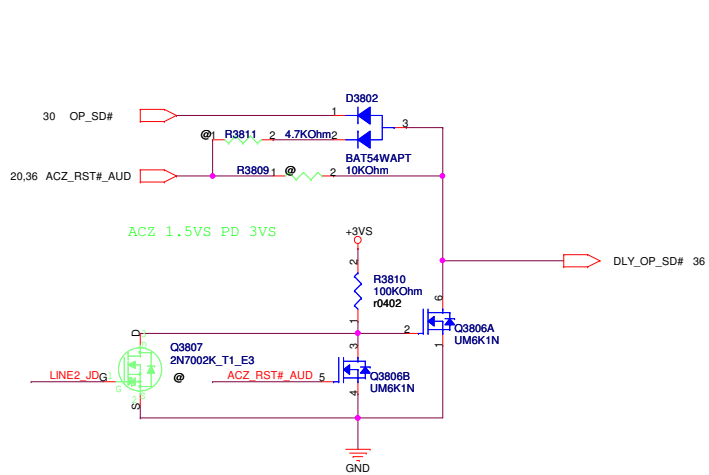 D3802
30 OP_SD#
1
3
@ 1 R3811 2 4.7KOhm 2
BAT54WAPT
20,36 ACZ_RST#_AUD
R3809 1 @ 2 10KOhm
ACZ 1.5VS PD 3VS
+3VS
DLY_OP_SD# 36
2
R3810
100KOhm
r0402
1
6
2
Q3806A
UM6K1N
1
D
Q3807
2N7002K_T1_E3
3
LINE2_JD G 1
@
ACZ_RST#_AUD 5
Q3806B
UM6K1N
S
4
S
GND